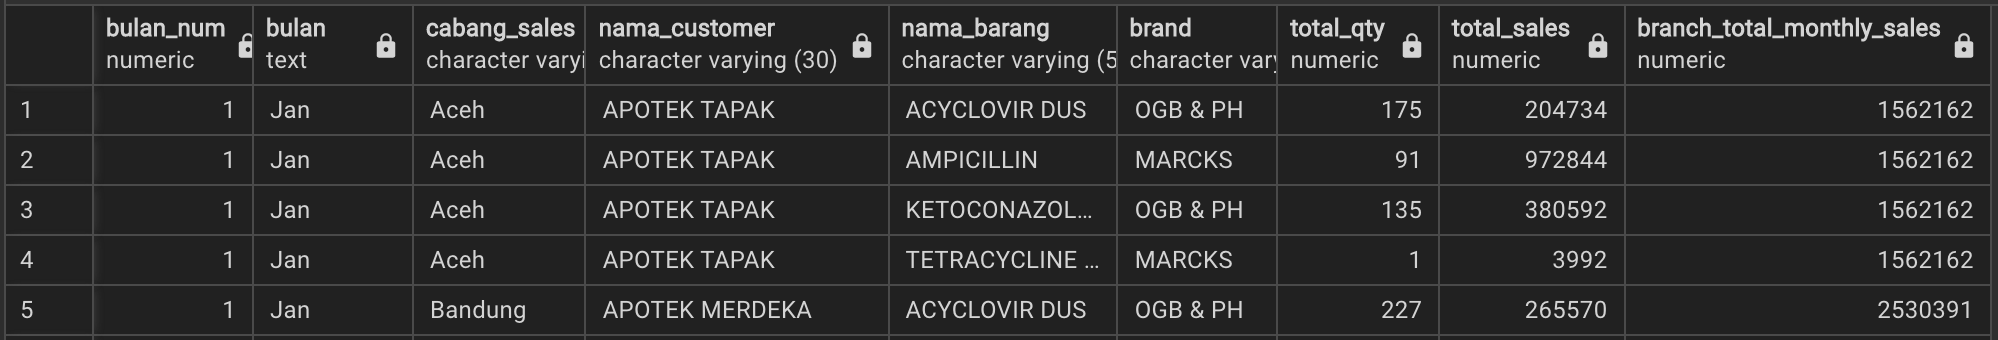 bulan_num bulan cabang_sales nama_customer nama_barang brand total_qty total_sales branch_total_monthly_sales
numeric text character varyi character varying (30) character varying (5 character var numeric numeric numeric
1 1 Jan Aceh APOTEK TAPAK ACYCLOVIR DUS OGB & PH 175 204734 1562162
2 1 Jan Aceh APOTEK TAPAK AMPICILLIN MARCKS 91 972844 1562162
3 1 Jan Aceh APOTEK TAPAK KETOCONAZOL... OGB & PH 135 380592 1562162
4 1 Jan Aceh APOTEK TAPAK TETRACYCLINE ... MARCKS 1 3992 1562162
5 1 Jan Bandung APOTEK MERDEKA ACYCLOVIR DUS OGB & PH 227 265570 2530391